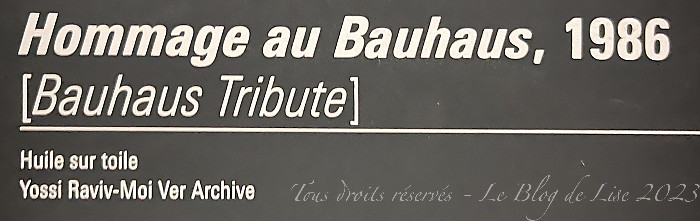 Hommage au Bauhaus, 1986
[Bauhaus Tribute]
Huile sur toile
Yossi Raviv-Moi Ver Archive
Tous droits réservés - Le Blog de Lise 2023